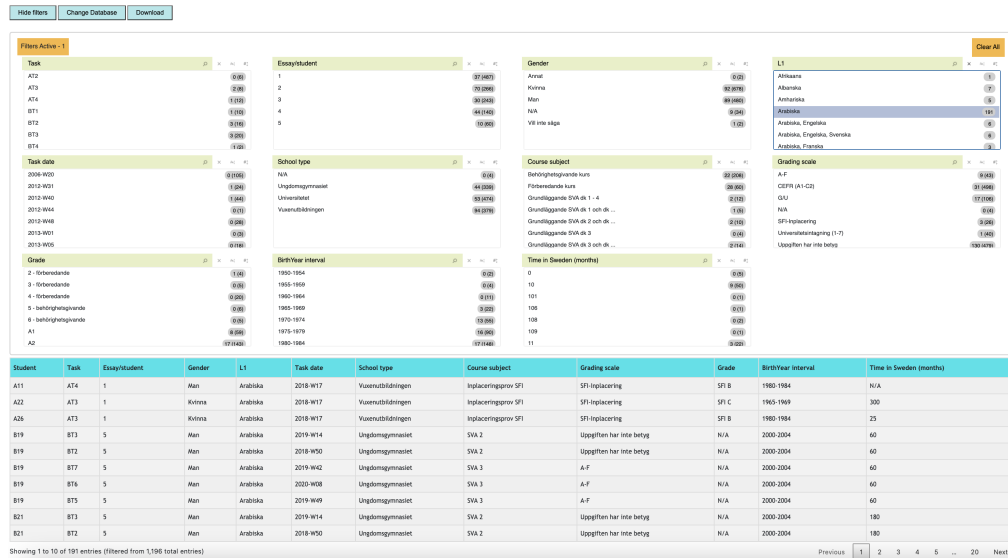 Hide filters Change Database Download
Filters Active - 1 Clear All
Task
AT2 0 (6)
AT3 2 (8)
AT4 1 (12)
BT1 1 (10)
BT2 3 (16)
BT3 3 (20)
BT4 1 (2)
Essay/student
1 37 (487)
2 70 (266)
3 30 (243)
4 44 (140)
5 10 (60)
Gender
Annat 0 (2)
Kvinna 92 (678)
Man 89 (480)
N/A 9 (34)
Vill inte säga 1 (2)
L1
Afrikaans 1
Albanska 7
Amhariska 5
Arabiska 191
Arabiska, Engelska 6
Arabiska, Engelska, Svenska 6
Arabiska, Franska 3
Task date
2006-W20 0 (105)
2012-W31 1 (24)
2012-W40 1 (44)
2012-W44 0 (1)
2012-W48 0 (28)
2013-W01 0 (3)
2013-W05 0 (18)
School type
N/A 0 (4)
Ungdomsgymnasiet 44 (339)
Universitetet 53 (474)
Vuxenutbildningen 94 (379)
Course subject
Behörighetsgivande kurs 22 (208)
Förberedande kurs 28 (60)
Grundläggande SVA dk 1 - 4 2 (12)
Grundläggande SVA dk 1 och dk ... 1 (5)
Grundläggande SVA dk 2 och dk ... 2 (10)
Grundläggande SVA dk 3 0 (4)
Grundläggande SVA dk 3 och dk ... 2 (14)
Grading scale
A-F 9 (43)
CEFR (A1-C2) 31 (498)
G/U 17 (106)
N/A 0 (4)
SFI-Inplacering 3 (26)
Universitetsintagning (1-7) 1 (40)
Uppgiften har inte betyg 130 (479)
Grade
2 - förberedande 1 (4)
3 - förberedande 0 (5)
4 - förberedande 0 (20)
5 - behörighetsgivande 0 (6)
6 - behörighetsgivande 0 (5)
A1 8 (59)
A2 17 (143)
BirthYear interval
1950-1954 0 (2)
1955-1959 0 (4)
1960-1964 0 (11)
1965-1969 3 (22)
1970-1974 13 (55)
1975-1979 16 (90)
1980-1984 17 (148)
Time in Sweden (months)
0 0 (5)
10 9 (50)
101 0 (1)
106 0 (1)
108 0 (2)
109 0 (1)
11 3 (22)
Student Task Essay/student Gender L1 Task date School type Course subject Grading scale Grade BirthYear interval Time in Sweden (months)
A11 AT4 1 Man Arabiska 2018-W17 Vuxenutbildningen Inplaceringsprov SFI SFI-Inplacering SFI B 1980-1984 N/A
A22 AT3 1 Kvinna Arabiska 2018-W17 Vuxenutbildningen Inplaceringsprov SFI SFI-Inplacering SFI C 1965-1969 300
A26 AT3 1 Kvinna Arabiska 2018-W17 Vuxenutbildningen Inplaceringsprov SFI SFI-Inplacering SFI B 1980-1984 25
B19 BT3 5 Man Arabiska 2019-W14 Ungdomsgymnasiet SVA 2 Uppgiften har inte betyg N/A 2000-2004 60
B19 BT2 5 Man Arabiska 2018-W50 Ungdomsgymnasiet SVA 2 Uppgiften har inte betyg N/A 2000-2004 60
B19 BT7 5 Man Arabiska 2019-W42 Ungdomsgymnasiet SVA 3 A-F N/A 2000-2004 60
B19 BT6 5 Man Arabiska 2020-W08 Ungdomsgymnasiet SVA 3 A-F N/A 2000-2004 60
B19 BT5 5 Man Arabiska 2019-W49 Ungdomsgymnasiet SVA 3 A-F N/A 2000-2004 60
B21 BT3 5 Man Arabiska 2019-W14 Ungdomsgymnasiet SVA 2 Uppgiften har inte betyg N/A 2000-2004 180
B21 BT2 5 Man Arabiska 2018-W50 Ungdomsgymnasiet SVA 2 Uppgiften har inte betyg N/A 2000-2004 180
Showing 1 to 10 of 191 entries (filtered from 1,196 total entries) Previous 1 2 3 4 5 … 20 Next